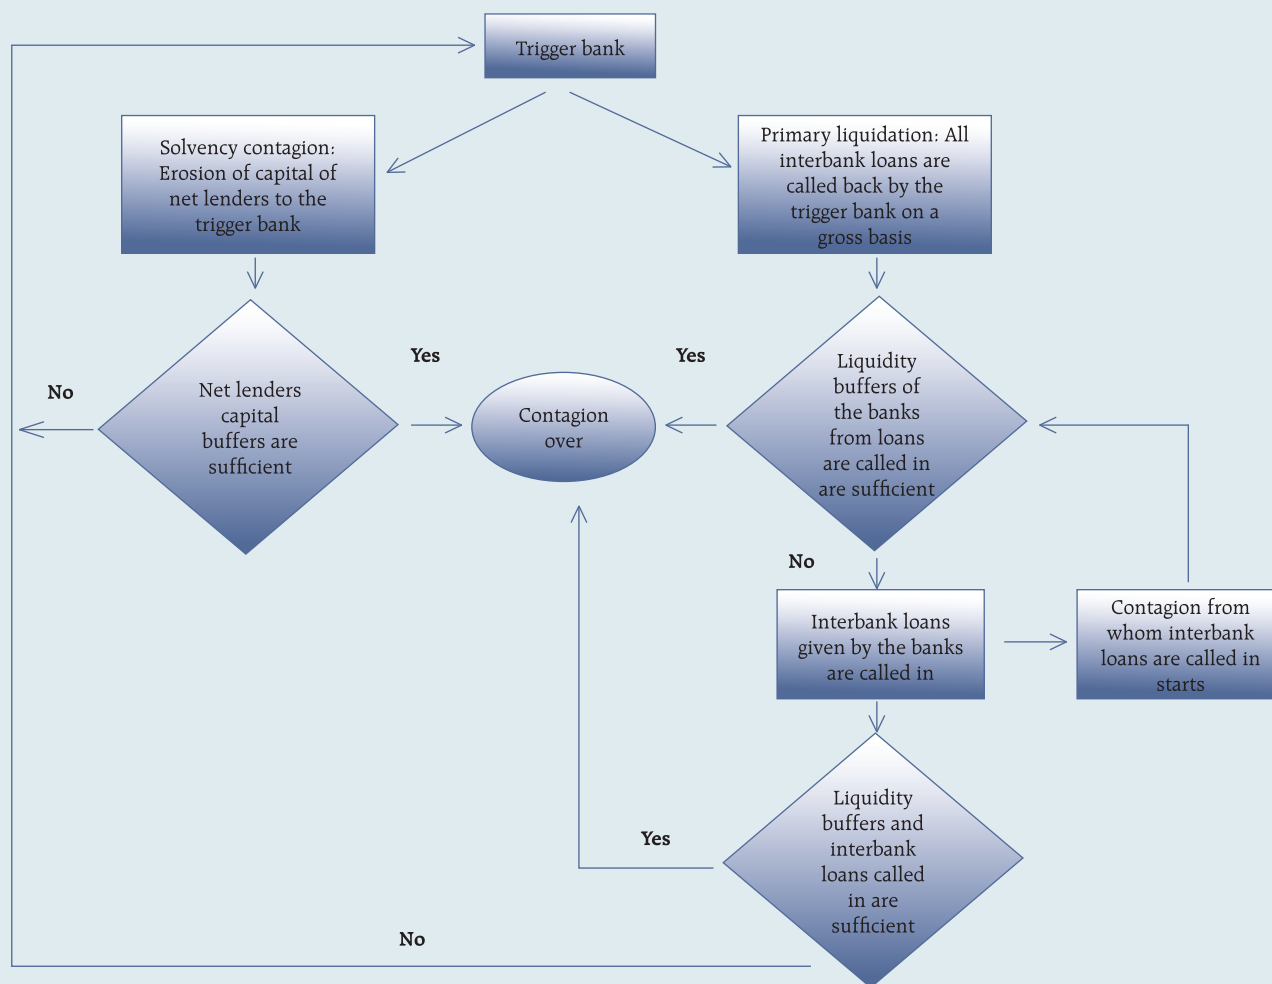 Trigger bank
Solvency contagion:
Erosion of capital of
net lenders to the
trigger bank
Primary liquidation: All
interbank loans are
called back by the
trigger bank on a
gross basis
No
Net lenders
capital
buffers are
sufficient
Yes
Contagion
over
Yes
Liquidity
buffers of
the banks
from loans
are called in
are sufficient
No
Interbank loans
given by the banks
are called in
Contagion from
whom interbank
loans are called in
starts
Yes
Liquidity
buffers and
interbank
loans called
in are
sufficient
No